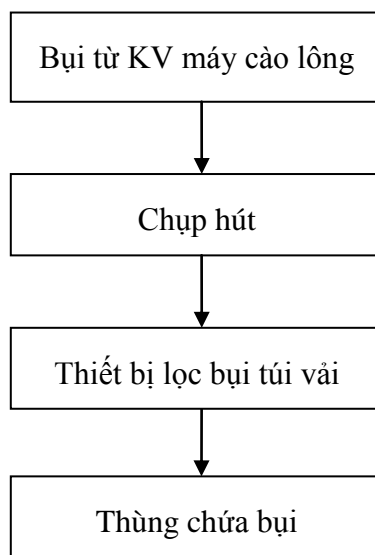 Bụi từ KV máy cào lông
Chụp hút
Thiết bị lọc bụi túi vải
Thùng chứa bụi